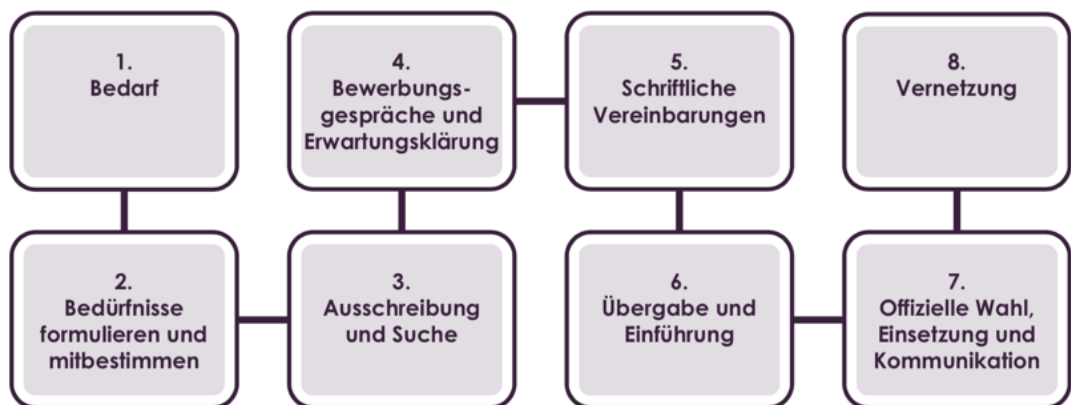 1.
Bedarf
2.
Bedürfnisse
formulieren und
mitbestimmen
3.
Ausschreibung
und Suche
4.
Bewerbungs-
gespräche und
Erwartungsklärung
5.
Schriftliche
Vereinbarungen
6.
Übergabe und
Einführung
7.
Offizielle Wahl,
Einsetzung und
Kommunikation
8.
Vernetzung